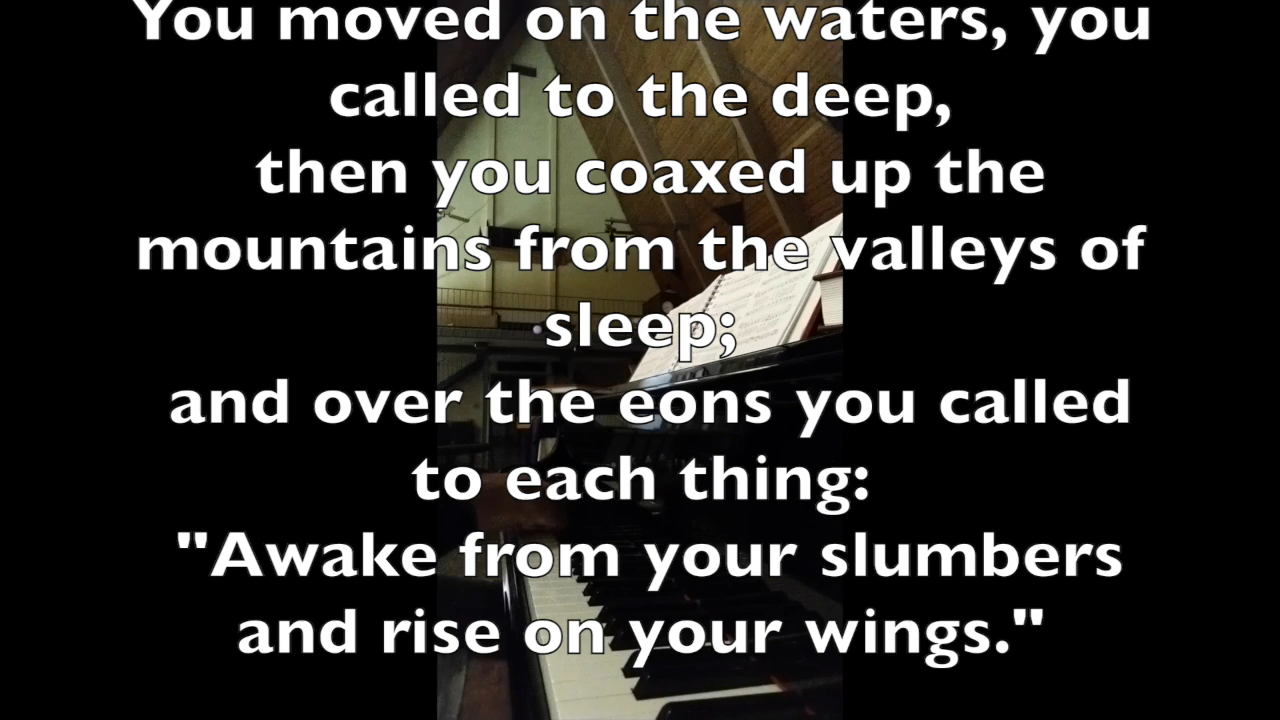 You moved on the waters, you
called to the deep,
then you coaxed up the
mountains from the valleys of
sleep;
and over the eons you called
to each thing:
"Awake from your slumbers
and rise on your wings."